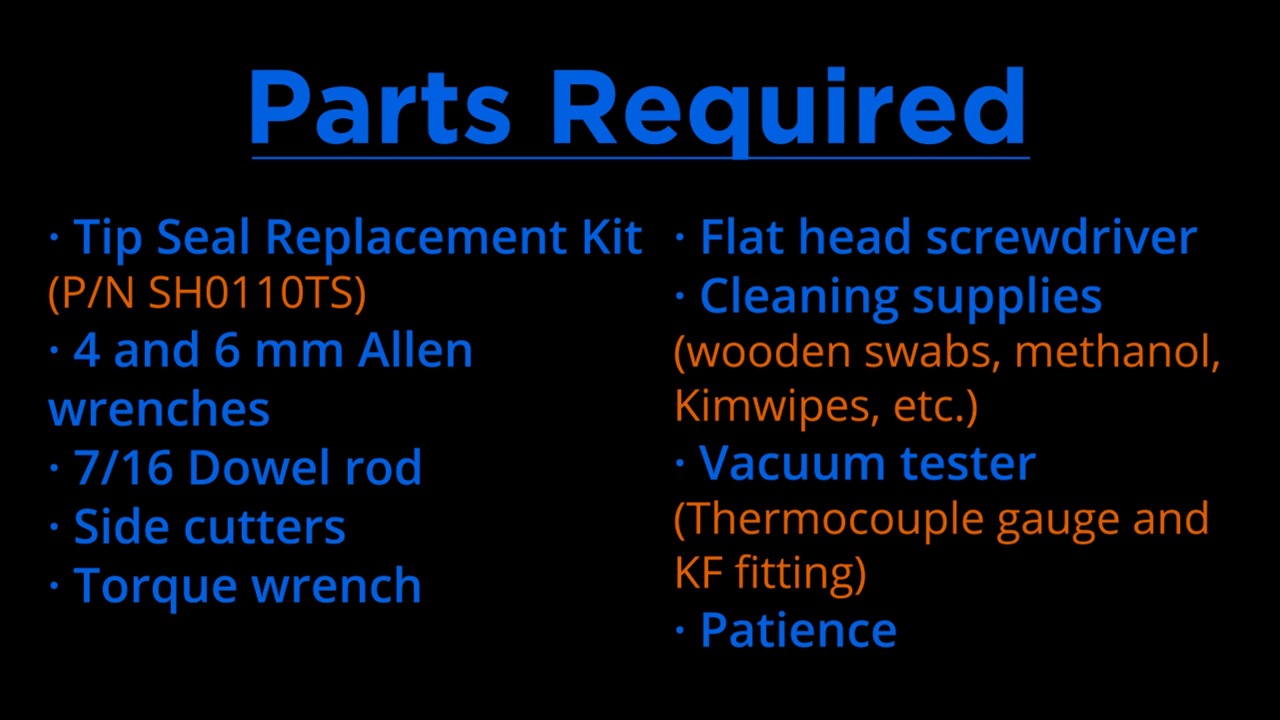 Parts Required
· Tip Seal Replacement Kit
(P/N SH0110TS)
· 4 and 6 mm Allen
wrenches
· 7/16 Dowel rod
· Side cutters
· Torque wrench
· Flat head screwdriver
· Cleaning supplies
(wooden swabs, methanol,
Kimwipes, etc.)
· Vacuum tester
(Thermocouple gauge and
KF fitting)
· Patience